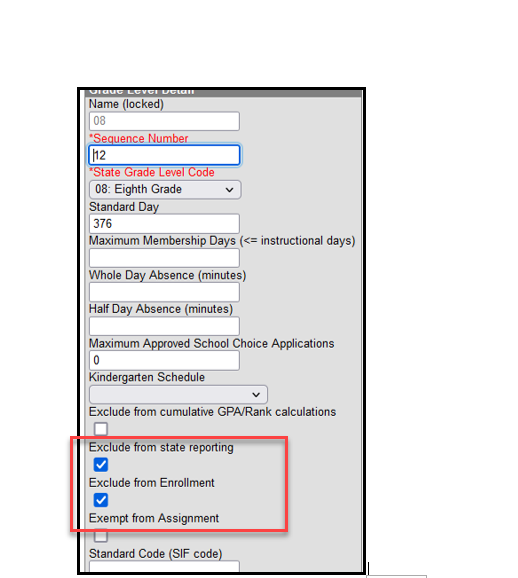 Grade Level Detail
Name (locked)
08
*Sequence Number
12
*State Grade Level Code
08: Eighth Grade
Standard Day
376
Maximum Membership Days (<= instructional days)
Whole Day Absence (minutes)
Half Day Absence (minutes)
Maximum Approved School Choice Applications
0
Kindergarten Schedule
Exclude from cumulative GPA/Rank calculations
Exclude from state reporting
Exclude from Enrollment
Exempt from Assignment
Standard Code (SIF code)